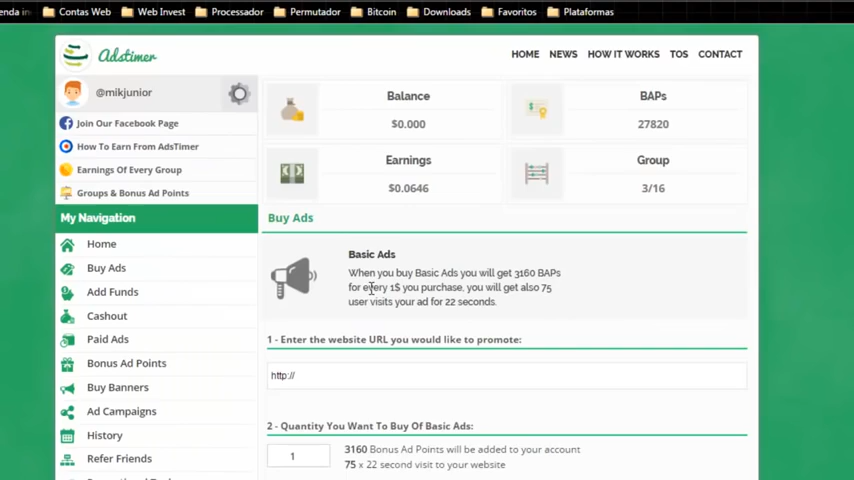 Contas Web Web Invest Processador Permutador Bitcoin Downloads Favoritos Plataformas
Adstimer
HOME NEWS HOW IT WORKS TOS CONTACT
@mikjunior
Join Our Facebook Page
How To Earn From AdsTimer
Earnings Of Every Group
Groups & Bonus Ad Points
My Navigation
Home
Buy Ads
Add Funds
Cashout
Paid Ads
Bonus Ad Points
Buy Banners
Ad Campaigns
History
Refer Friends
Balance
$0.000
BAPs
27820
Earnings
$0.0646
Group
3/16
Buy Ads
Basic Ads
When you buy Basic Ads you will get 3160 BAPs
for every 1$ you purchase, you will get also 75
user visits your ad for 22 seconds.
1 - Enter the website URL you would like to promote:
http://
2 - Quantity You Want To Buy Of Basic Ads:
1
3160 Bonus Ad Points will be added to your account
75 x 22 second visit to your website